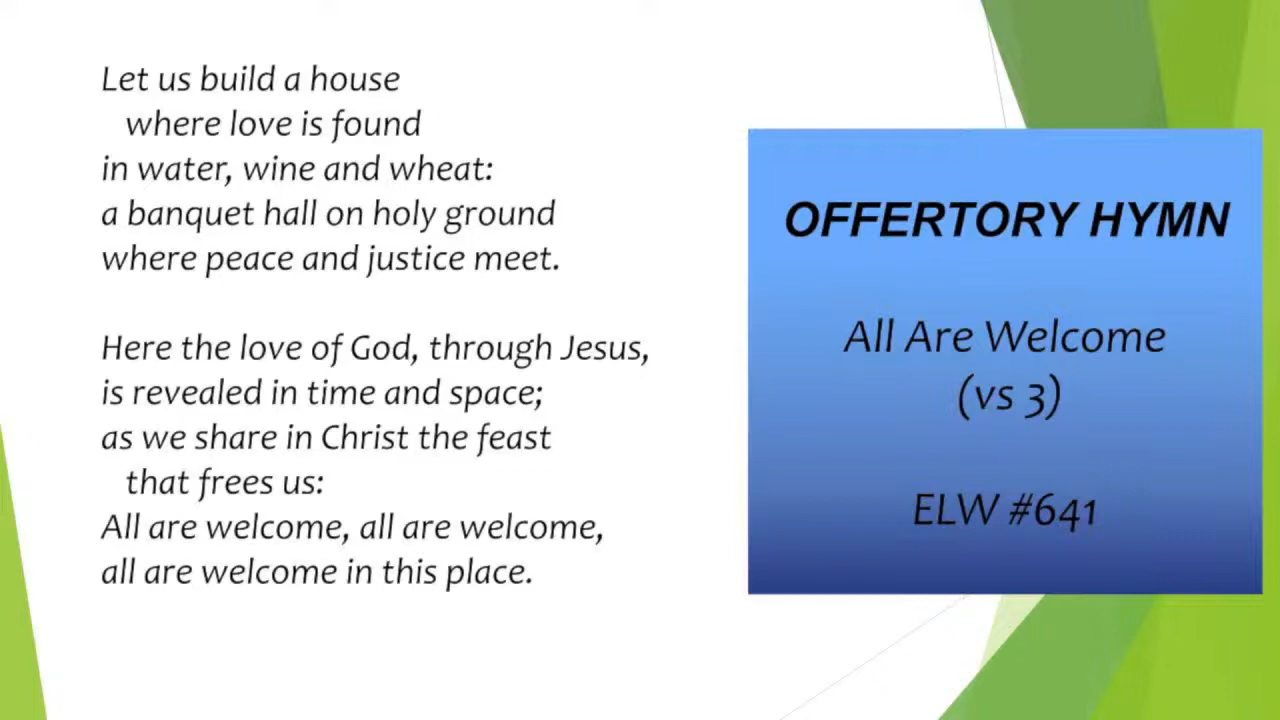 Let us build a house
where love is found
in water, wine and wheat:
a banquet hall on holy ground
where peace and justice meet.
Here the love of God, through Jesus,
is revealed in time and space;
as we share in Christ the feast
that frees us:
All are welcome, all are welcome,
all are welcome in this place.
OFFERTORY HYMN
All Are Welcome
(vs 3)
ELW #641